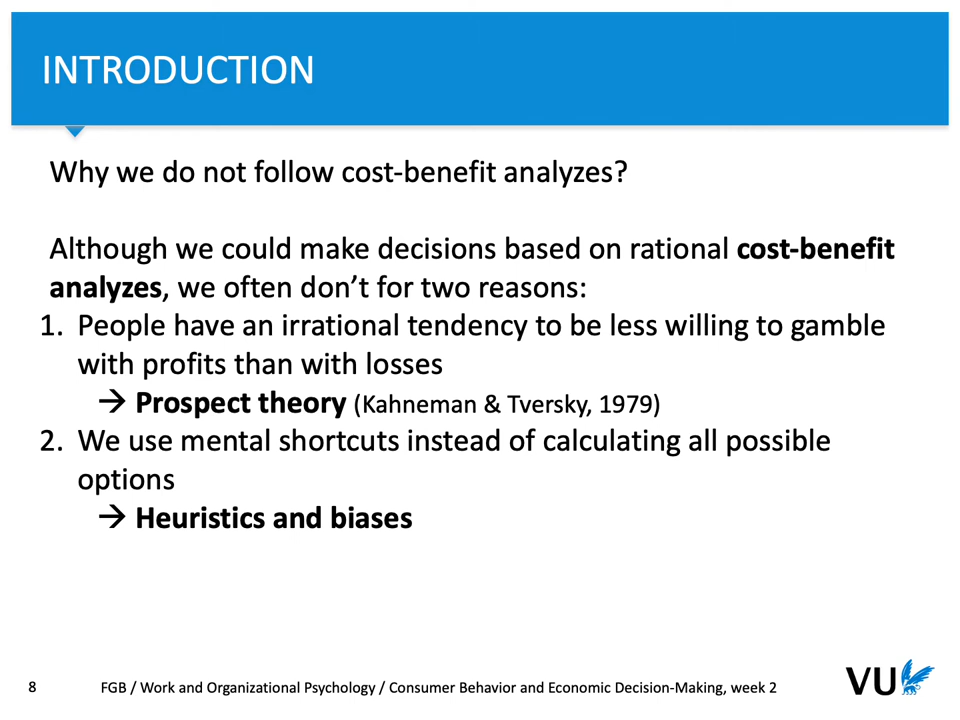 INTRODUCTION
Why we do not follow cost-benefit analyzes?
Although we could make decisions based on rational cost-benefit
analyzes, we often don’t for two reasons:
1. People have an irrational tendency to be less willing to gamble
with profits than with losses
→ Prospect theory (Kahneman & Tversky, 1979)
2. We use mental shortcuts instead of calculating all possible
options
→ Heuristics and biases
8 FGB / Work and Organizational Psychology / Consumer Behavior and Economic Decision-Making, week 2
VU